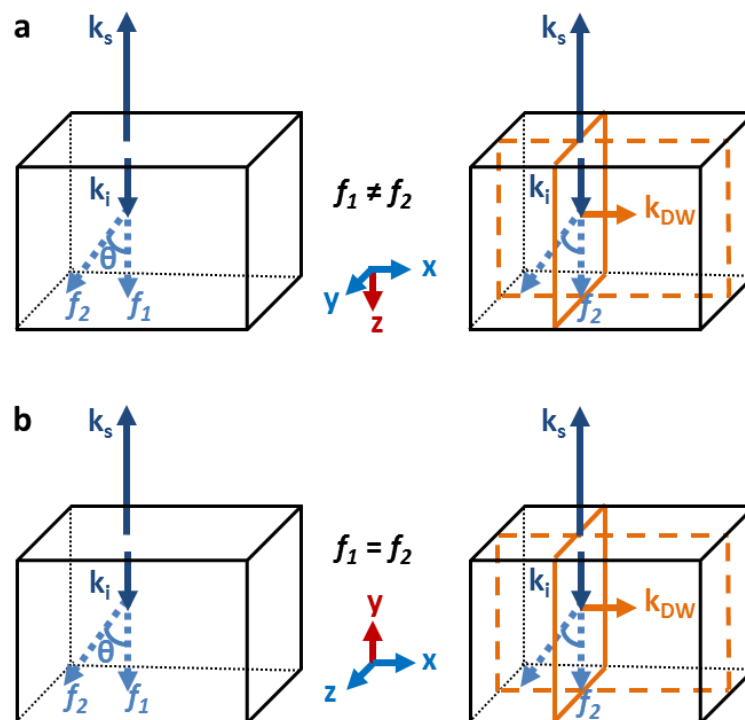 a
k_s
k_s
k_i
f_1 ≠ f_2
k_i
k_DW
θ
x
y
z
f_2
f_1
f_2
b
k_s
k_s
k_i
f_1 = f_2
k_i
k_DW
θ
y
x
z
f_2
f_1
f_2